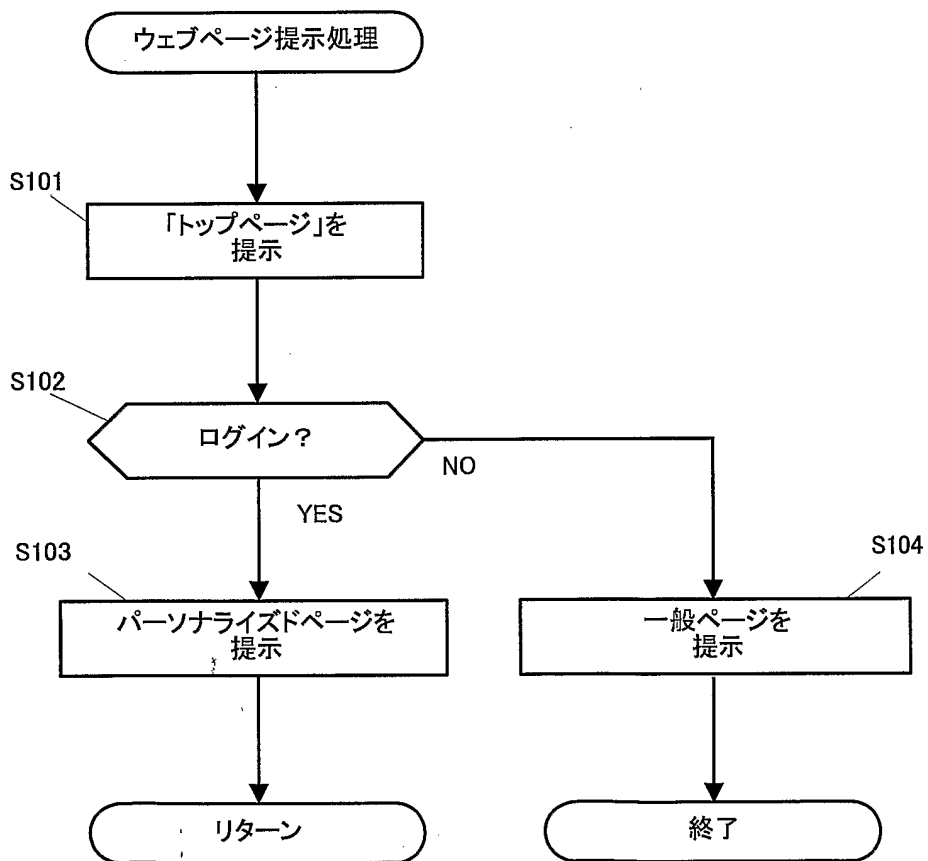 ウェブページ提示処理
S101
「トップページ」を
提示
S102
ログイン?
NO
YES
S103
パーソナライズドページを
提示
S104
一般ページを
提示
リターン
終了